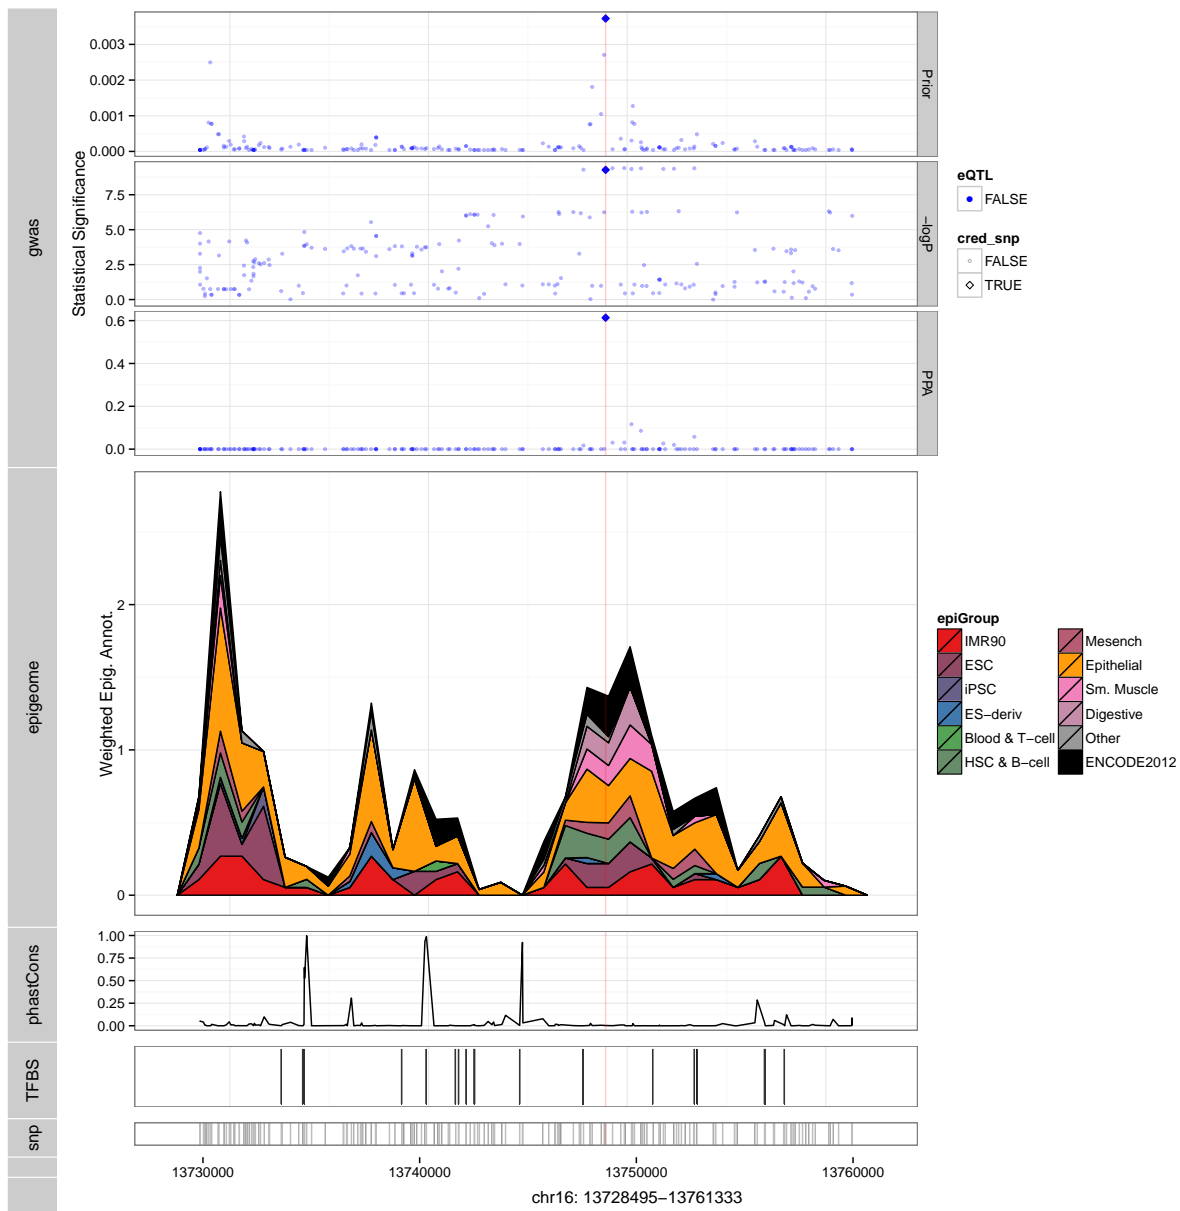 gwas
Statistical Significance
0.003
0.002
0.001
0.000
Prior
7.5
5.0
2.5
0.0
−logP
0.6
0.4
0.2
0.0
PPA
eQTL
FALSE
cred_snp
FALSE
TRUE
epigeome
Weighted Epig. Annot.
2
1
0
epiGroup
IMR90
ESC
iPSC
ES−deriv
Blood & T−cell
HSC & B−cell
Mesench
Epithelial
Sm. Muscle
Digestive
Other
ENCODE2012
phastCons
1.00
0.75
0.50
0.25
0.00
TFBS
snp
13730000 13740000 13750000 13760000
chr16: 13728495−13761333